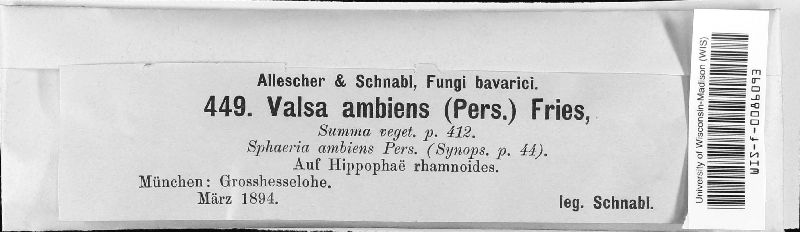 Allescher & Schnabl, Fungi bavarici.
449. Valsa ambiens (Pers.) Fries,
Summa veget. p. 412.
Sphaeria ambiens Pers. (Synops. p. 44).
Auf Hippophaë rhamnoides.
München: Grosshesselohe.
März 1894.
leg. Schnabl.
University of Wisconsin-Madison (WIS)
WIS-f-0080943